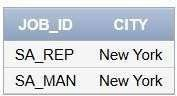 JOB_ID CITY
SA_REP New York
SA_MAN New York